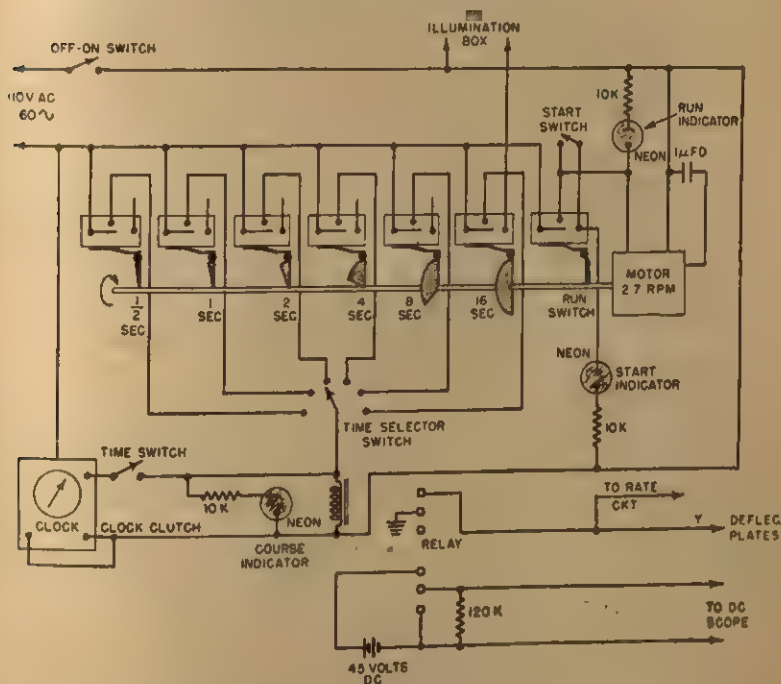 ILLUMINATION
BOX
OFF-ON SWITCH
110V AC
60~
10K
RUN
INDICATOR
NEON
START
SWITCH
1µFD
MOTOR
2.7 RPM
1/2
SEC
1
SEC
2
SEC
4
SEC
8
SEC
16
SEC
RUN
SWITCH
NEON
START
INDICATOR
10K
TIME SELECTOR
SWITCH
TIME SWITCH
10K
NEON
CLOCK
CLOCK CLUTCH
COURSE
INDICATOR
RELAY
TO RATE
CKT
Y
DEFLEC.
PLATES
120K
TO DC
SCOPE
45 VOLTS
DC